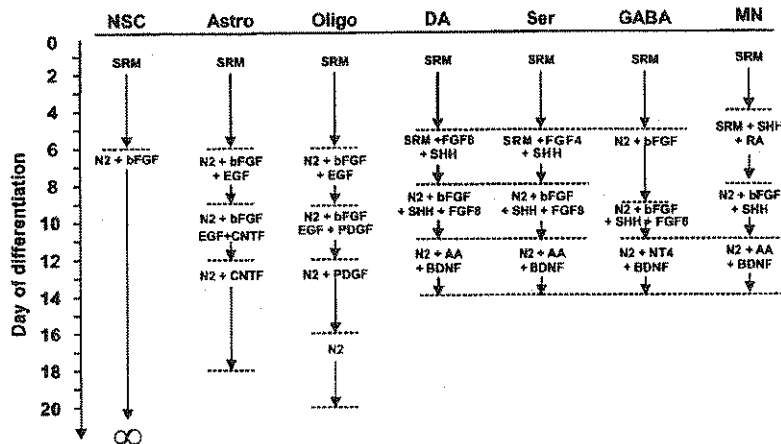 NSC Astro Oligo DA Ser GABA MN
Day of differentiation
0
2
4
6
8
10
12
14
16
18
20
SRM
N2 + bFGF
∞
SRM
N2 + bFGF
+ EGF
N2 + bFGF
EGF+CNTF
N2 + CNTF
SRM
N2 + bFGF
+ EGF
N2 + bFGF
EGF + PDGF
N2 + PDGF
N2
SRM
SRM +FGF8
+ SHH
N2 + bFGF
+ SHH + FGF8
N2 + AA
+ BDNF
SRM
SRM +FGF4
+ SHH
N2 + bFGF
+ SHH + FGF8
N2 + AA
+ BDNF
SRM
N2 + bFGF
N2 + bFGF
+ SHH + FGF8
N2 + NT4
+ BDNF
SRM
SRM + SHH
+ RA
N2 + bFGF
+ SHH
N2 + AA
+ BDNF